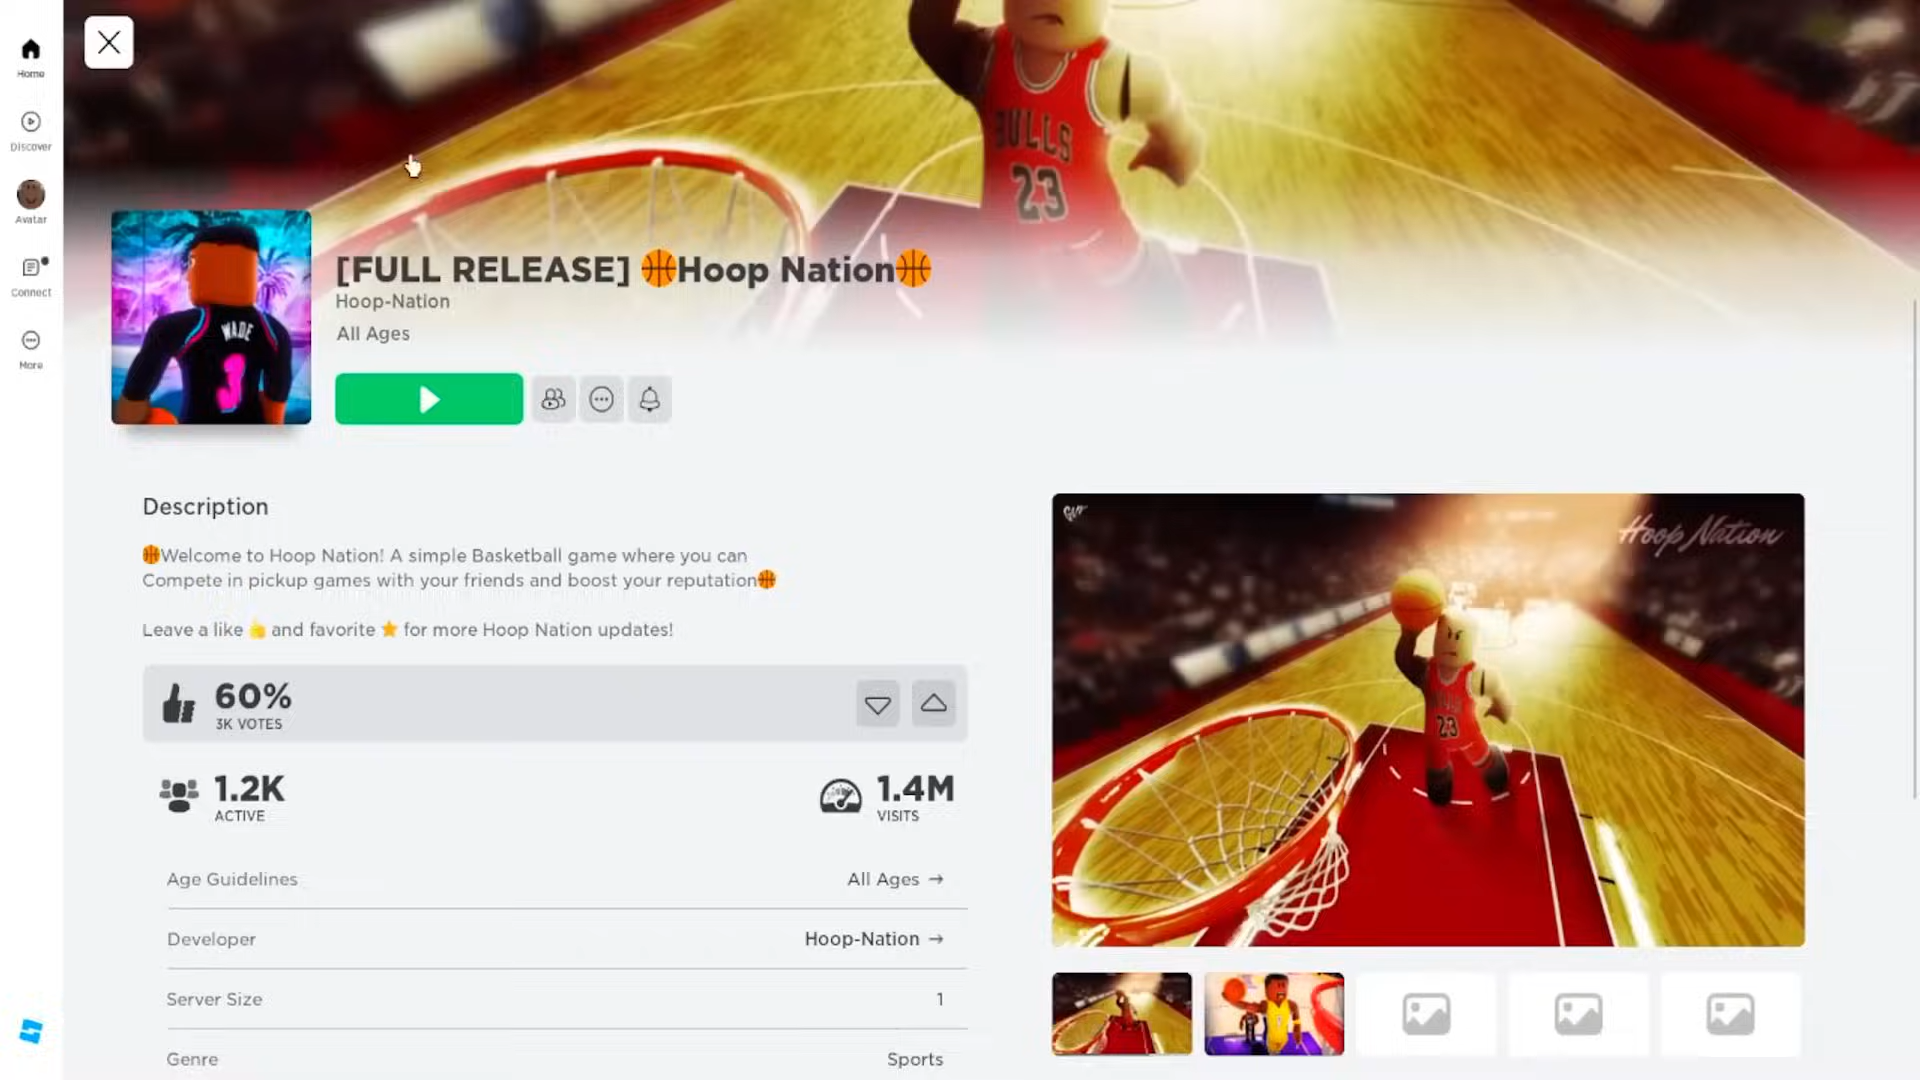 Home
Discover
Avatar
Connect
More
BULLS
23
WADE
3
[FULL RELEASE] 🏀Hoop Nation🏀
Hoop-Nation
All Ages
Description
🏀Welcome to Hoop Nation! A simple Basketball game where you can
Compete in pickup games with your friends and boost your reputation🏀
Leave a like 👍 and favorite ⭐ for more Hoop Nation updates!
60%
3K VOTES
1.2K
ACTIVE
1.4M
VISITS
Age Guidelines
All Ages →
Developer
Hoop-Nation →
Server Size
1
Genre
Sports
Hoop Nation
23